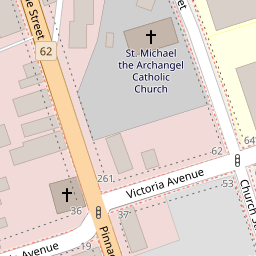 e Street
62
St. Michael
the Archangel
Catholic
Church
62
261
Victoria Avenue
53
36
37
Church S
Pinna
19
Avenue